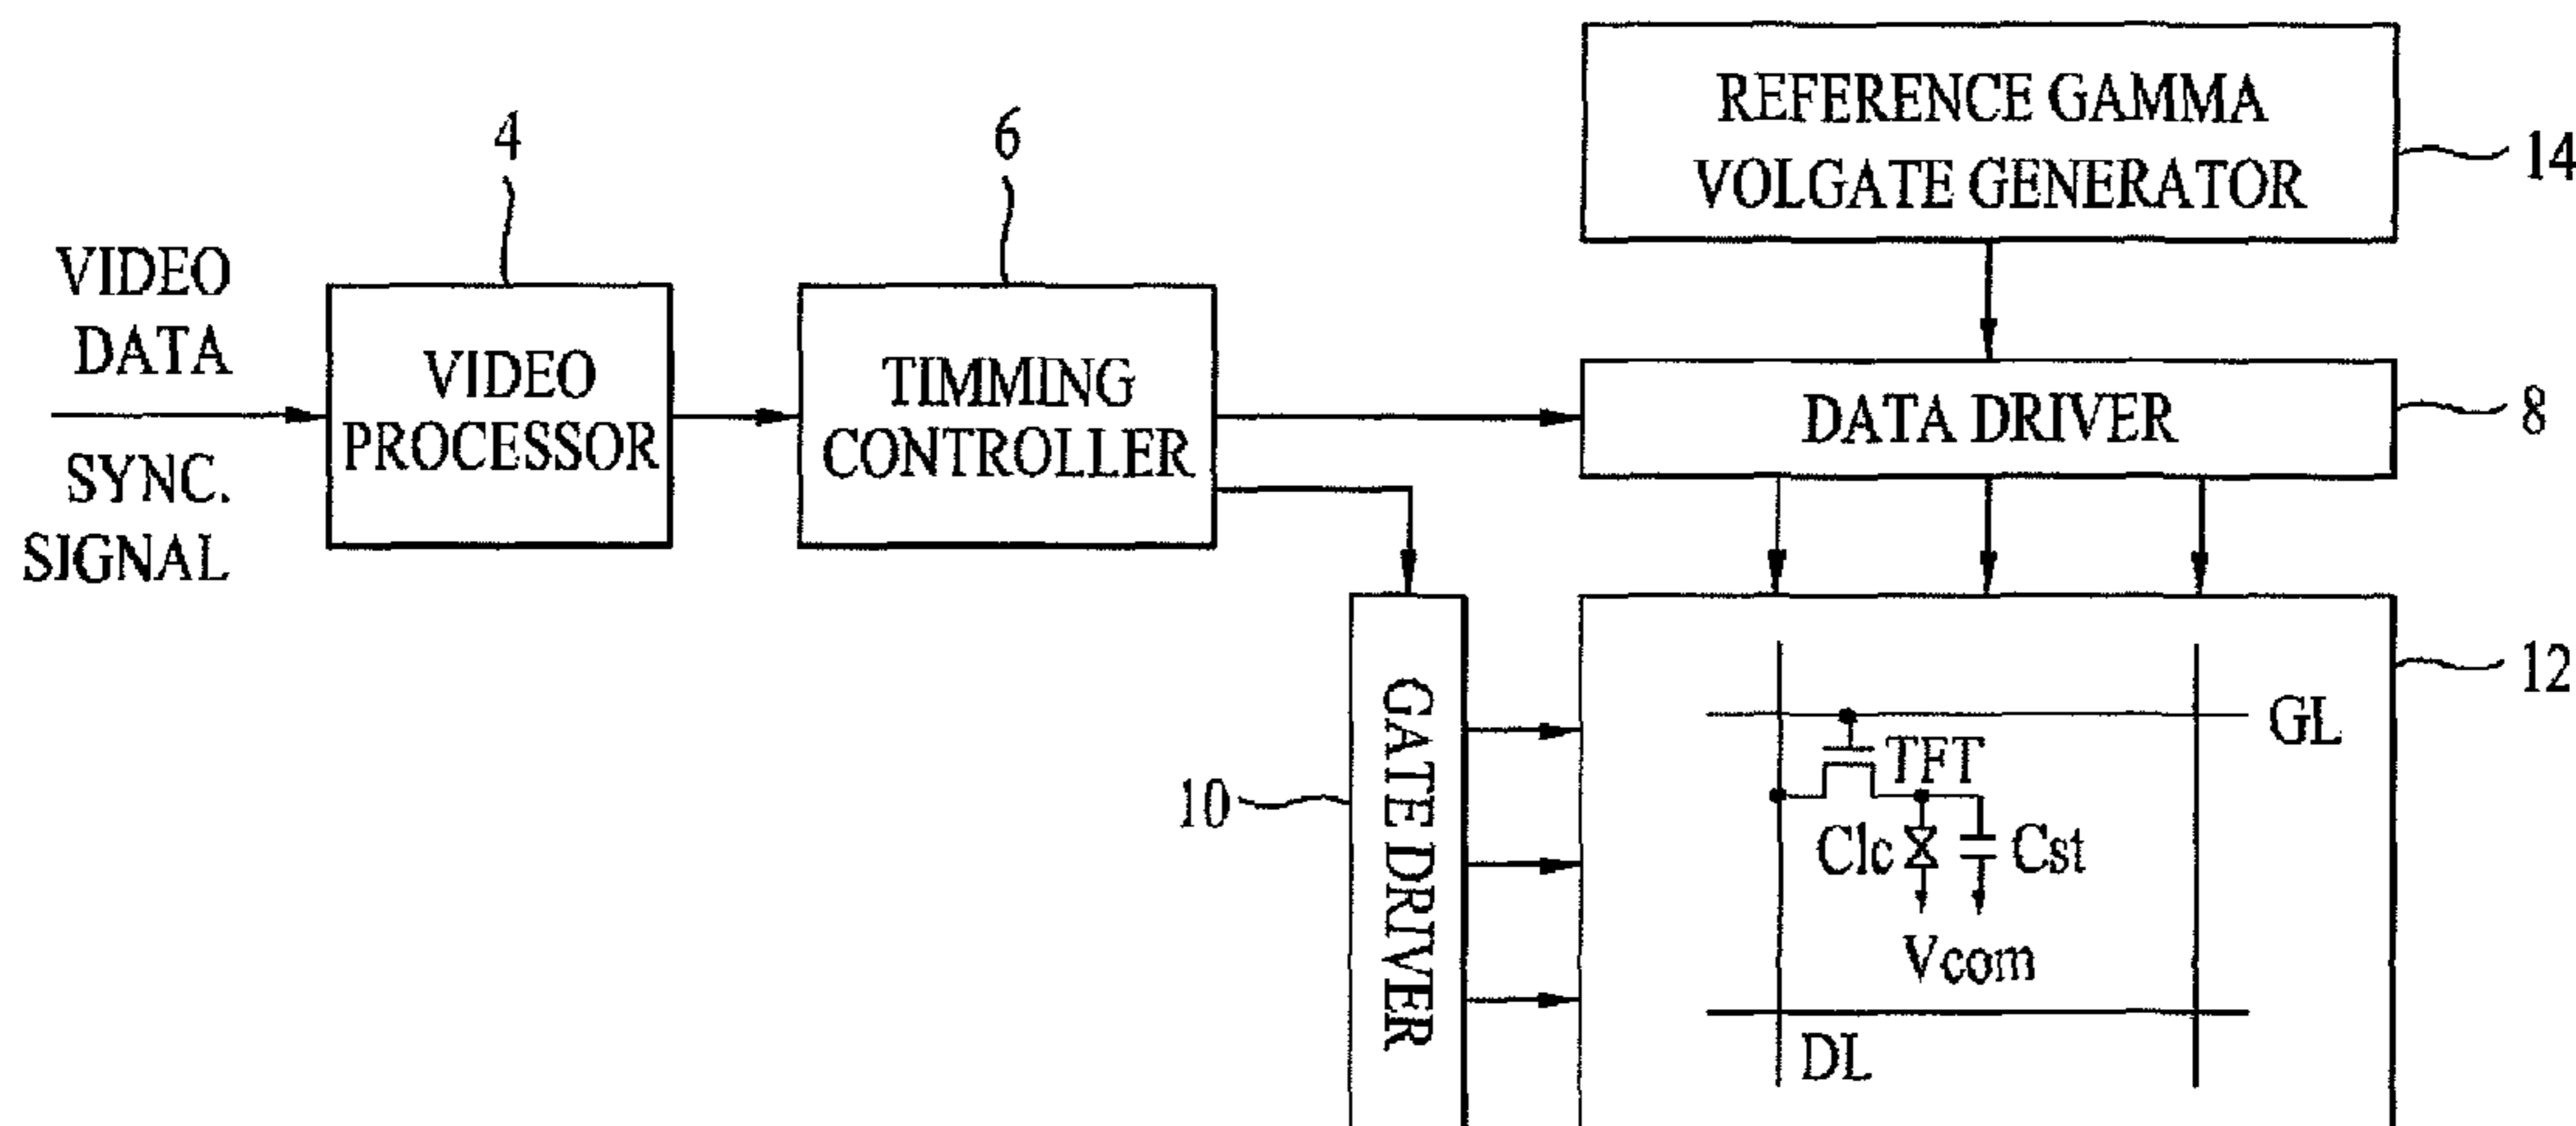 REFERENCE GAMMA
VOLGATE GENERATOR
14
4
6
VIDEO
DATA
SYNC.
SIGNAL
VIDEO
PROCESSOR
TIMMING
CONTROLLER
DATA DRIVER
8
10
GATE DRIVER
12
GL
TFT
Clc
Cst
Vcom
DL